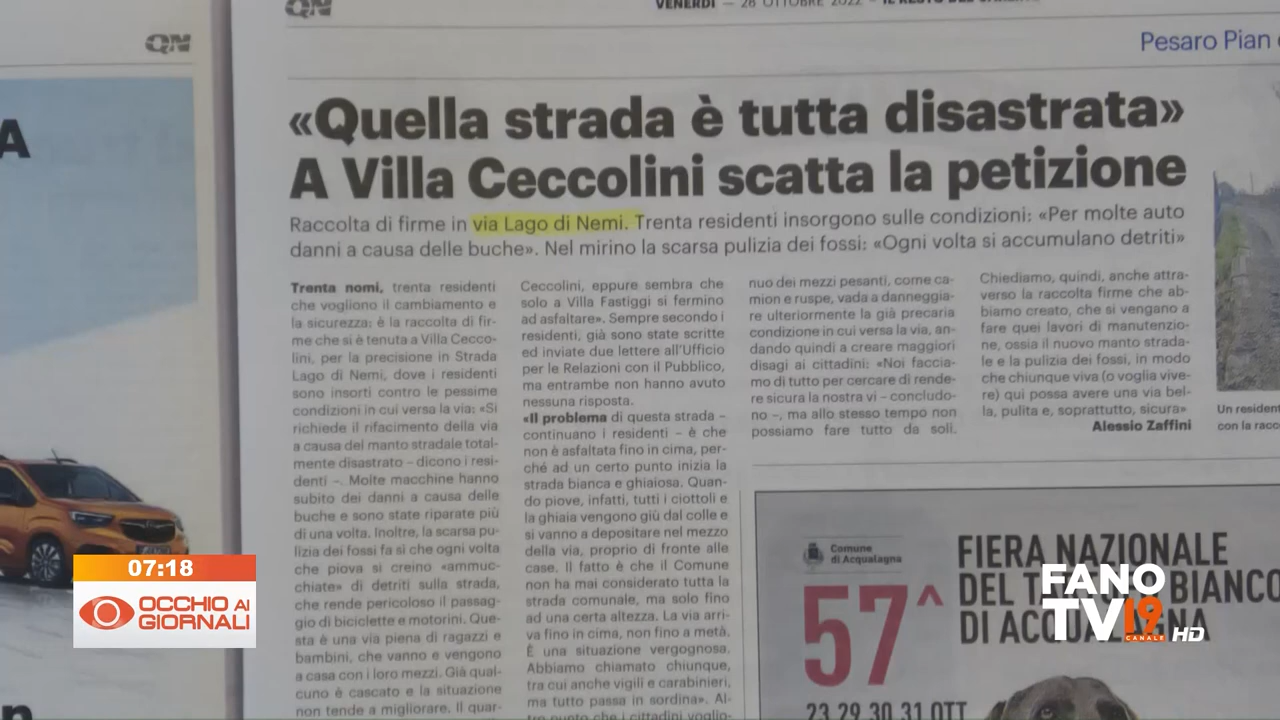 QN
VENERDÌ — 28 OTTOBRE 2022 –
QN
Pesaro Pian
«Quella strada è tutta disastrata»
A Villa Ceccolini scatta la petizione
Raccolta di firme in via Lago di Nemi. Trenta residenti insorgono sulle condizioni: «Per molte auto
danni a causa delle buche». Nel mirino la scarsa pulizia dei fossi: «Ogni volta si accumulano detriti»
Trenta nomi, trenta residenti
che vogliono il cambiamento e
la sicurezza: è la raccolta di fir-
me che si è tenuta a Villa Cecco-
lini, per la precisione in Strada
Lago di Nemi, dove i residenti
sono insorti contro le pessime
condizioni in cui versa la via: «Si
richiede il rifacimento della via
a causa del manto stradale total-
mente disastrato – dicono i resi-
denti –. Molte macchine hanno
subito dei danni a causa delle
buche e sono state riparate più
di una volta. Inoltre, la scarsa pu-
lizia dei fossi fa sì che ogni volta
che piova si creino «ammuc-
chiate» di detriti sulla strada,
che rende pericoloso il passag-
gio di biciclette e motorini. Que-
sta è una via piena di ragazzi e
bambini, che vanno e vengono
a casa con i loro mezzi. Già qual-
cuno è cascato e la situazione
non tende a migliorare. Il quar-
Ceccolini, eppure sembra che
solo a Villa Fastiggi si fermino
ad asfaltare». Sempre secondo i
residenti, già sono state scritte
ed inviate due lettere all'Ufficio
per le Relazioni con il Pubblico,
ma entrambe non hanno avuto
nessuna risposta.
«Il problema di questa strada –
continuano i residenti – è che
non è asfaltata fino in cima, per-
ché ad un certo punto inizia la
strada bianca e ghiaiosa. Quan-
do piove, infatti, tutti i ciottoli e
la ghiaia vengono giù dal colle e
si vanno a depositare nel mezzo
della via, proprio di fronte alle
case. Il fatto è che il Comune
non ha mai considerato tutta la
strada comunale, ma solo fino
ad una certa altezza. La via arri-
va fino in cima, non fino a metà.
È una situazione vergognosa.
Abbiamo chiamato chiunque,
tra cui anche vigili e carabinieri,
ma tutto passa in sordina». Al-
tro punto che i cittadini voglio-
nuo dei mezzi pesanti, come ca-
mion e ruspe, vada a danneggia-
re ulteriormente la già precaria
condizione in cui versa la via, an-
dando quindi a creare maggiori
disagi ai cittadini: «Noi faccia-
mo di tutto per cercare di rende-
re sicura la nostra vi – concludo-
no –, ma allo stesso tempo non
possiamo fare tutto da soli.
Chiediamo, quindi, anche attra-
verso la raccolta firme che ab-
biamo creato, che si vengano a
fare quei lavori di manutenzio-
ne, ossia il nuovo manto strada-
le e la pulizia dei fossi, in modo
che chiunque viva (o voglia vive-
re) qui possa avere una via bel-
la, pulita e, soprattutto, sicura»
Alessio Zaffini
Un resident
con la racc
Comune
di Acqualagna
57^
FIERA NAZIONALE
DEL BIANCO
DI ACQUALAGNA
23.29.30.31 OTT
07:18
OCCHIO AI
GIORNALI
FANO
TV19
CANALE HD